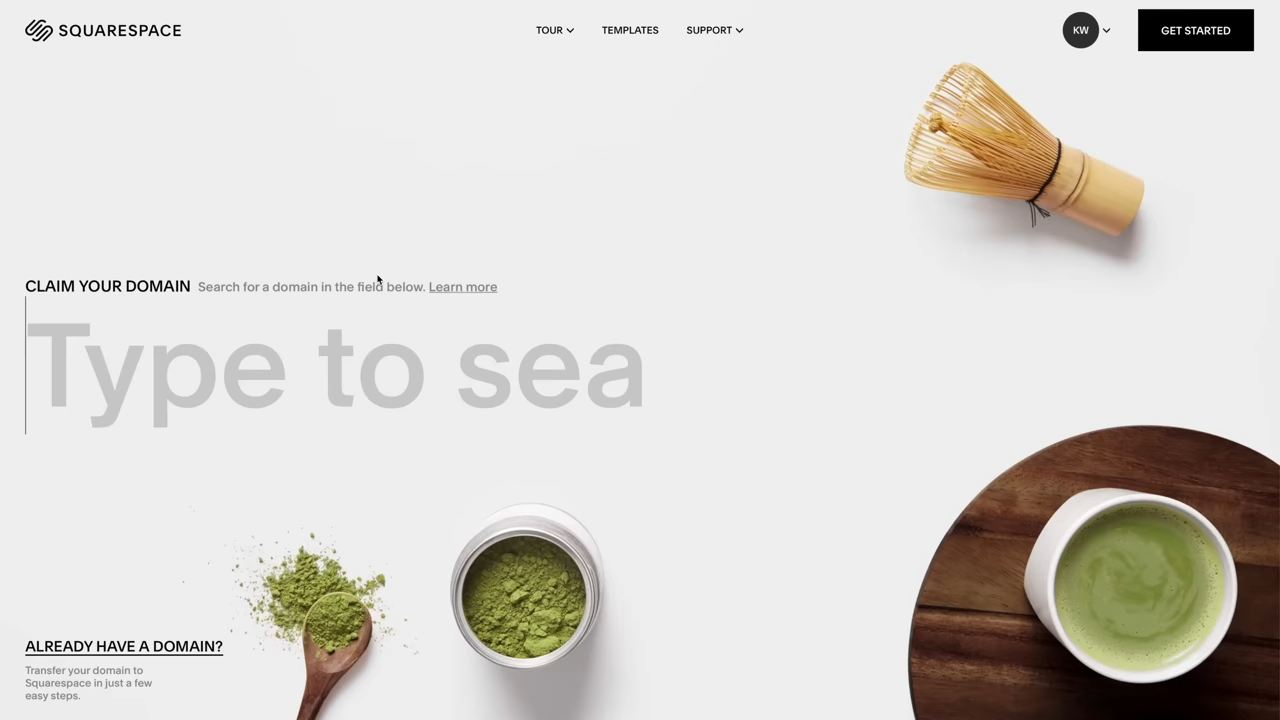 SQUARESPACE
TOUR
TEMPLATES
SUPPORT
KW
GET STARTED
CLAIM YOUR DOMAIN Search for a domain in the field below. Learn more
Type to sea
ALREADY HAVE A DOMAIN?
Transfer your domain to
Squarespace in just a few
easy steps.